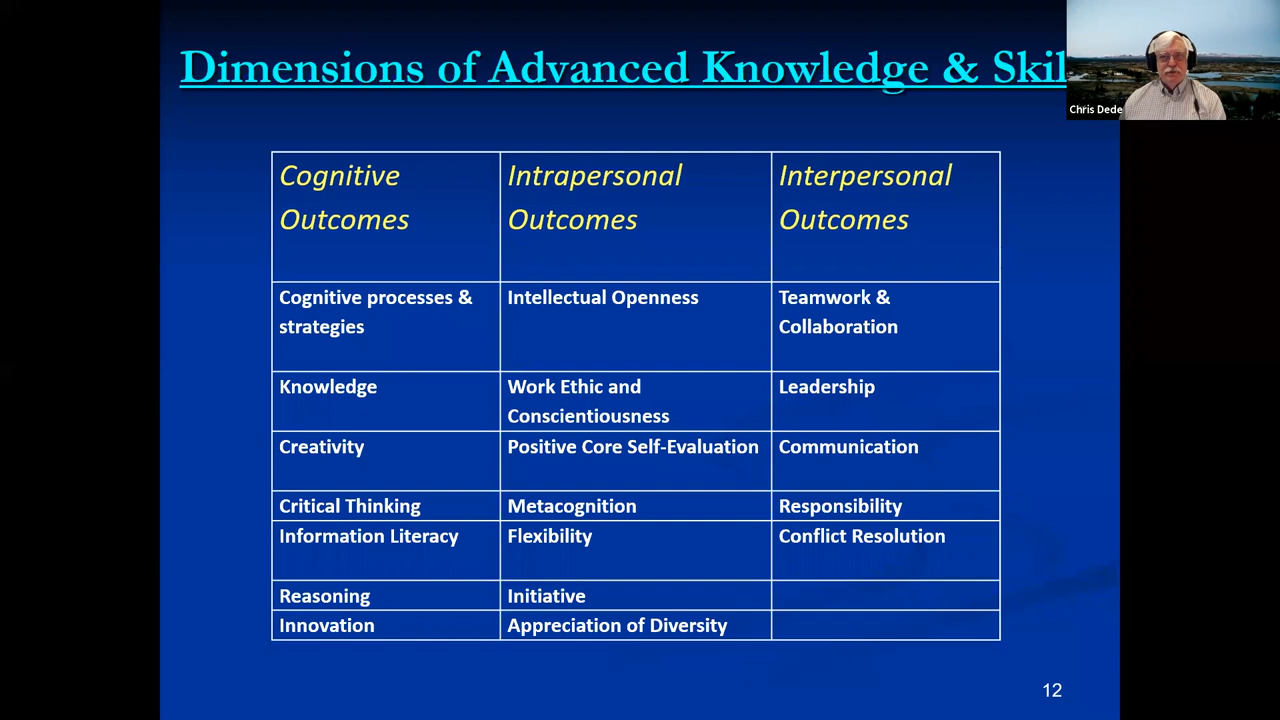 Dimensions of Advanced Knowledge & Skil
Chris Dede
Cognitive Outcomes
Intrapersonal Outcomes
Interpersonal Outcomes
Cognitive processes & strategies
Intellectual Openness
Teamwork & Collaboration
Knowledge
Work Ethic and Conscientiousness
Leadership
Creativity
Positive Core Self-Evaluation
Communication
Critical Thinking
Metacognition
Responsibility
Information Literacy
Flexibility
Conflict Resolution
Reasoning
Initiative
Innovation
Appreciation of Diversity
12